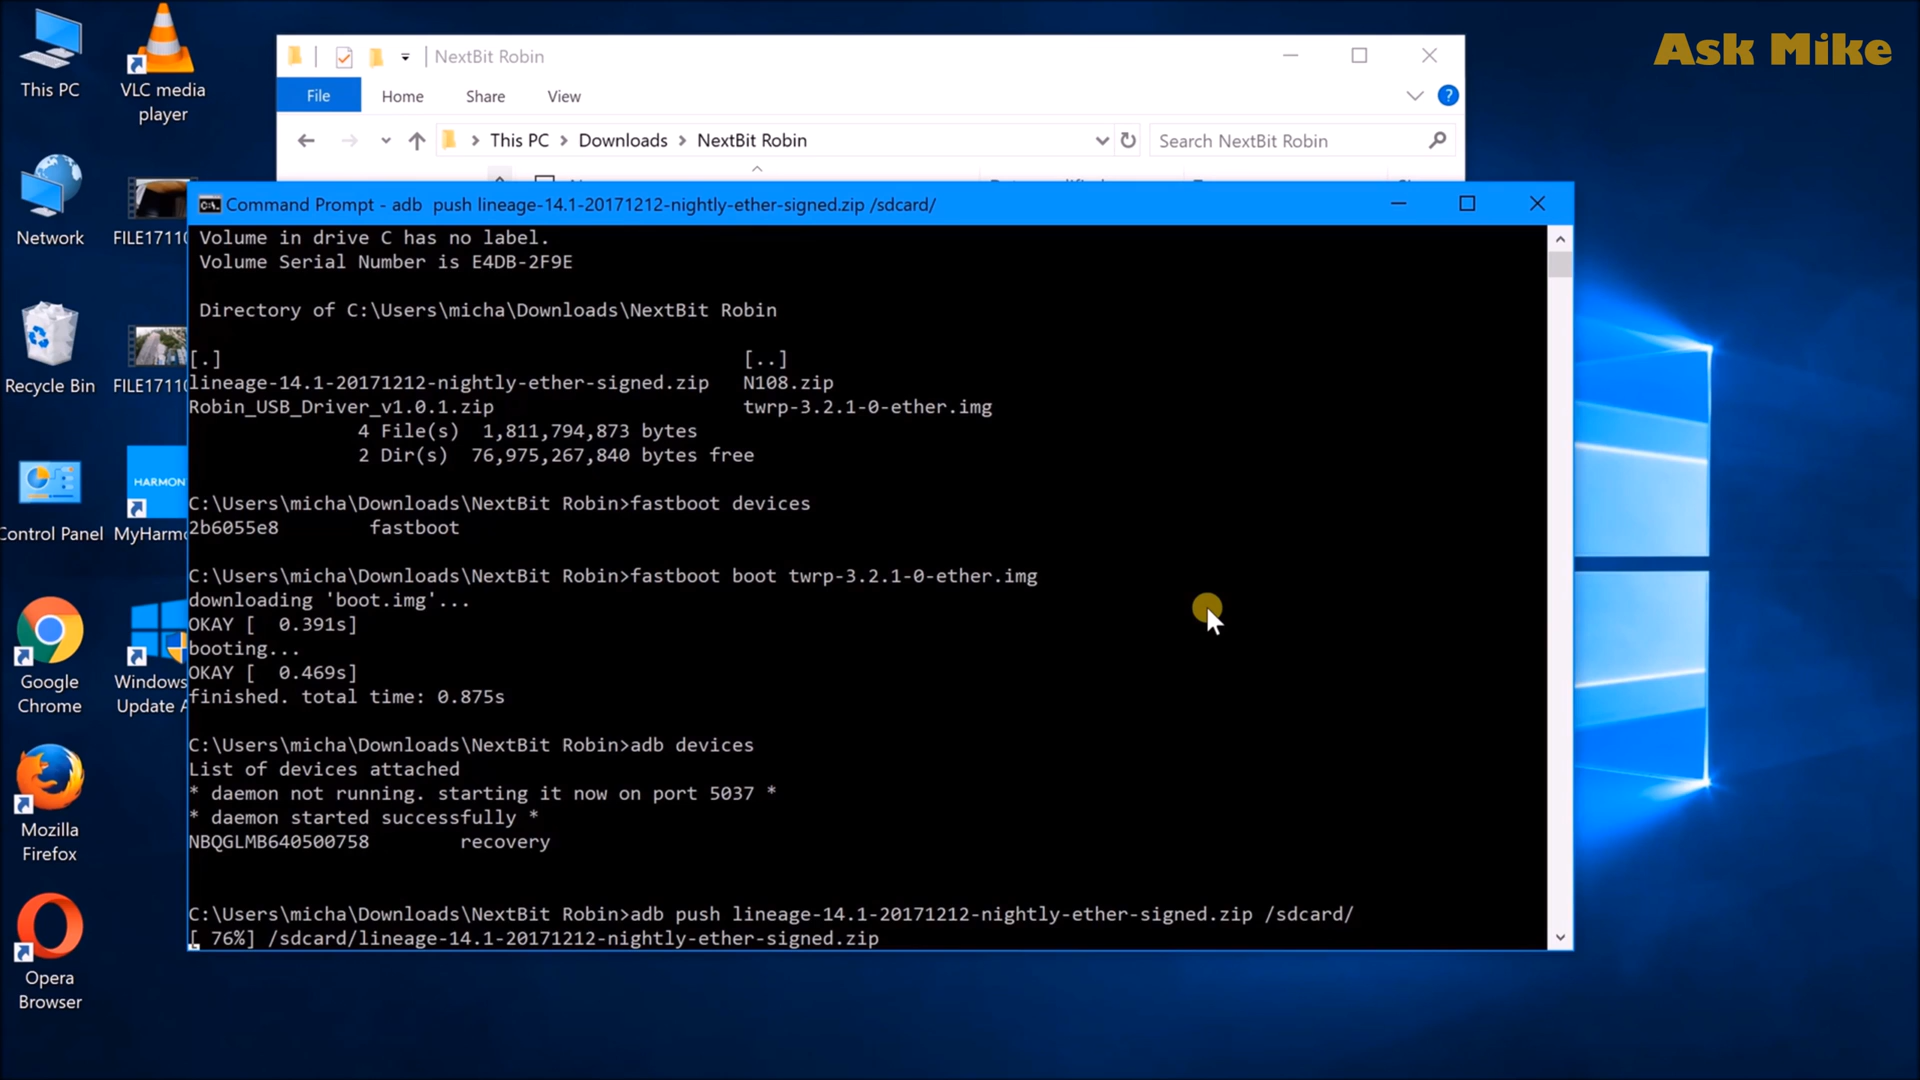 Ask Mike
This PC
VLC media
player
Network
FILE1711
Recycle Bin
FILE1711
Control Panel
MyHarm
HARMON
Google
Chrome
Windows
Update A
Mozilla
Firefox
Opera
Browser
NextBit Robin
File Home Share View
This PC > Downloads > NextBit Robin
Search NextBit Robin
Command Prompt - adb  push lineage-14.1-20171212-nightly-ether-signed.zip /sdcard/
Volume in drive C has no label.
Volume Serial Number is E4DB-2F9E
Directory of C:\Users\micha\Downloads\NextBit Robin
[.] [..]
lineage-14.1-20171212-nightly-ether-signed.zip N108.zip
Robin_USB_Driver_v1.0.1.zip twrp-3.2.1-0-ether.img
4 File(s) 1,811,794,873 bytes
2 Dir(s) 76,975,267,840 bytes free
C:\Users\micha\Downloads\NextBit Robin>fastboot devices
2b6055e8 fastboot
C:\Users\micha\Downloads\NextBit Robin>fastboot boot twrp-3.2.1-0-ether.img
downloading 'boot.img'...
OKAY [ 0.391s]
booting...
OKAY [ 0.469s]
finished. total time: 0.875s
C:\Users\micha\Downloads\NextBit Robin>adb devices
List of devices attached
* daemon not running. starting it now on port 5037 *
* daemon started successfully *
NBQGLMB640500758 recovery
C:\Users\micha\Downloads\NextBit Robin>adb push lineage-14.1-20171212-nightly-ether-signed.zip /sdcard/
[ 76%] /sdcard/lineage-14.1-20171212-nightly-ether-signed.zip